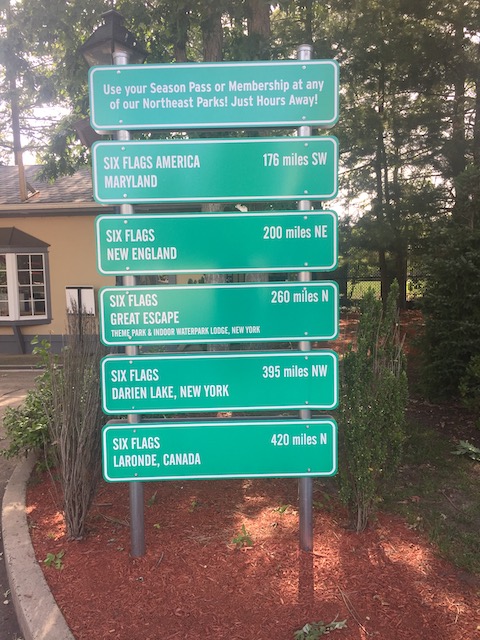 Use your Season Pass or Membership at any
of our Northeast Parks! Just Hours Away!
SIX FLAGS AMERICA 176 miles SW
MARYLAND
SIX FLAGS 200 miles NE
NEW ENGLAND
SIX FLAGS 260 miles N
GREAT ESCAPE
THEME PARK & INDOOR WATERPARK LODGE, NEW YORK
SIX FLAGS 395 miles NW
DARIEN LAKE, NEW YORK
SIX FLAGS 420 miles N
LARONDE, CANADA